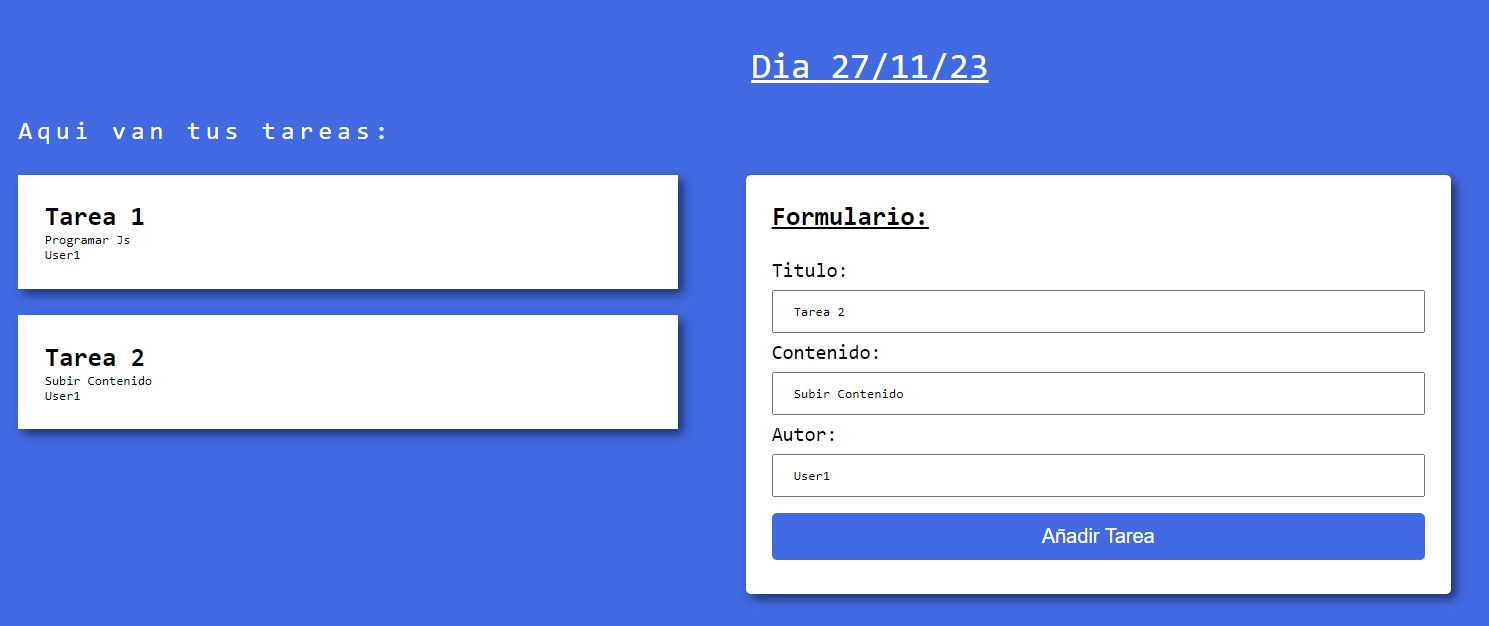 Dia 27/11/23
Aqui van tus tareas:
Tarea 1
Programar Js
User1
Tarea 2
Subir Contenido
User1
Formulario:
Titulo:
Tarea 2
Contenido:
Subir Contenido
Autor:
User1
Añadir Tarea